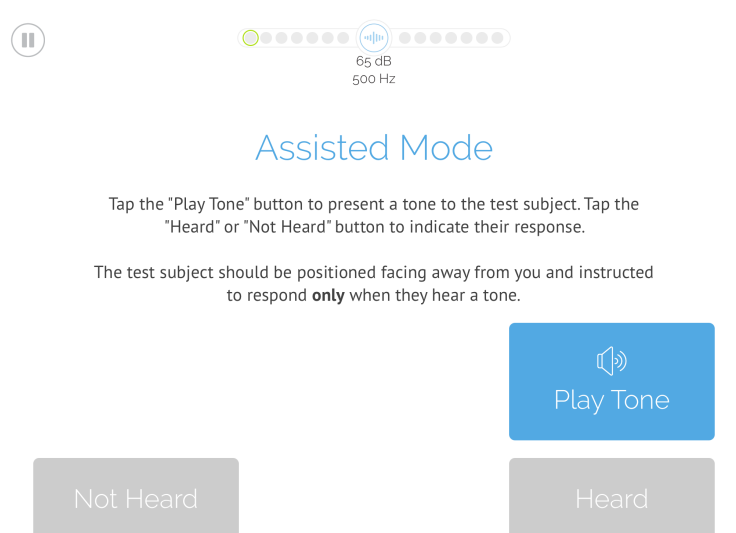 65 dB
500 Hz
Assisted Mode
Tap the "Play Tone" button to present a tone to the test subject. Tap the
"Heard" or "Not Heard" button to indicate their response.
The test subject should be positioned facing away from you and instructed
to respond only when they hear a tone.
Play Tone
Not Heard
Heard